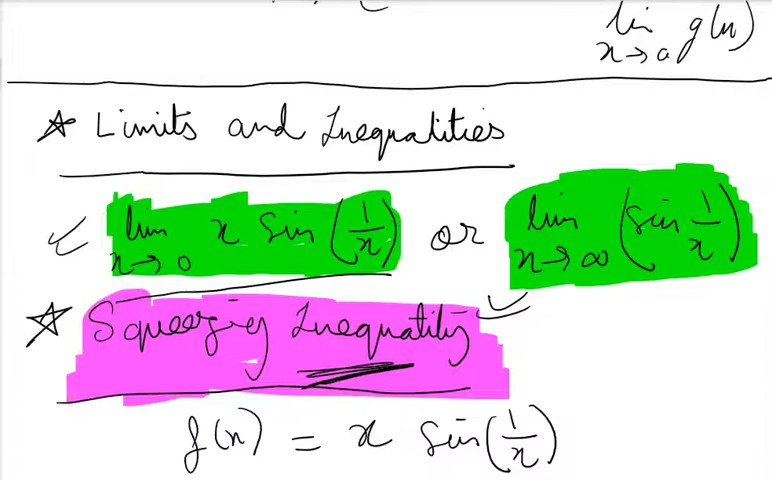 lim g(x)
x→a
☆ Limits and Inequalities
✓ lim x sin (1/x) or lim (sin 1/x)
x→0 x→∞
☆ Squeezing Inequality ✓
f(x) = x sin(1/x)